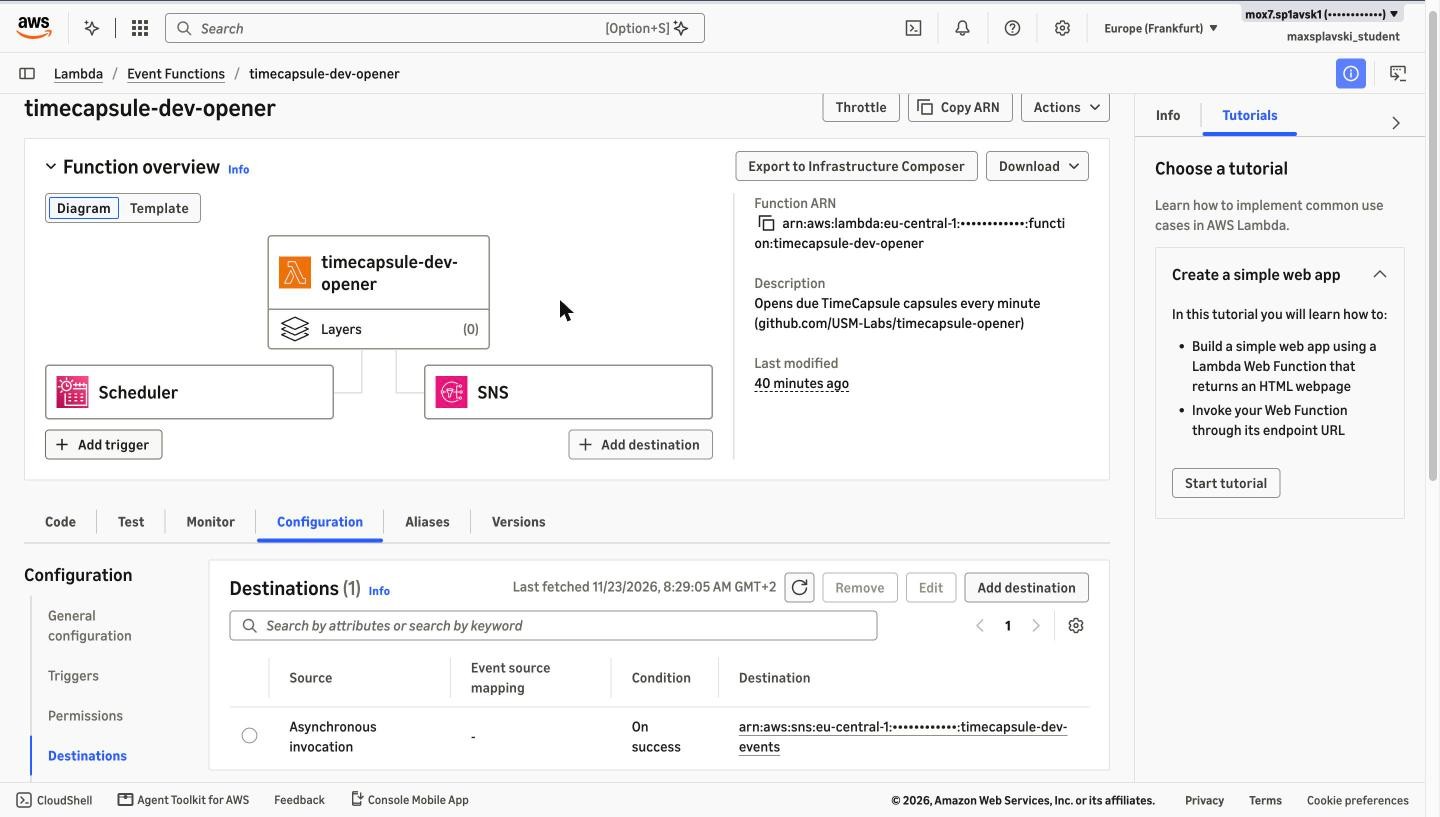 aws
Search
[Option+S]
Europe (Frankfurt)
mox7.sp1avsk1 (••••••••••••)
maxsplavski_student
Lambda / Event Functions / timecapsule-dev-opener
timecapsule-dev-opener
Throttle
Copy ARN
Actions
Function overview Info
Export to Infrastructure Composer
Download
Diagram
Template
timecapsule-dev-
opener
Layers
(0)
Scheduler
SNS
+ Add trigger
+ Add destination
Function ARN
arn:aws:lambda:eu-central-1:••••••••••••:functi
on:timecapsule-dev-opener
Description
Opens due TimeCapsule capsules every minute
(github.com/USM-Labs/timecapsule-opener)
Last modified
40 minutes ago
Info
Tutorials
Choose a tutorial
Learn how to implement common use
cases in AWS Lambda.
Create a simple web app
In this tutorial you will learn how to:
• Build a simple web app using a
Lambda Web Function that
returns an HTML webpage
• Invoke your Web Function
through its endpoint URL
Start tutorial
Code
Test
Monitor
Configuration
Aliases
Versions
Configuration
General
configuration
Triggers
Permissions
Destinations
Destinations (1) Info
Last fetched 11/23/2026, 8:29:05 AM GMT+2
Remove
Edit
Add destination
Search by attributes or search by keyword
1
Source
Event source
mapping
Condition
Destination
Asynchronous
invocation
-
On
success
arn:aws:sns:eu-central-1:••••••••••••:timecapsule-dev-
events
CloudShell
Agent Toolkit for AWS
Feedback
Console Mobile App
© 2026, Amazon Web Services, Inc. or its affiliates.
Privacy
Terms
Cookie preferences